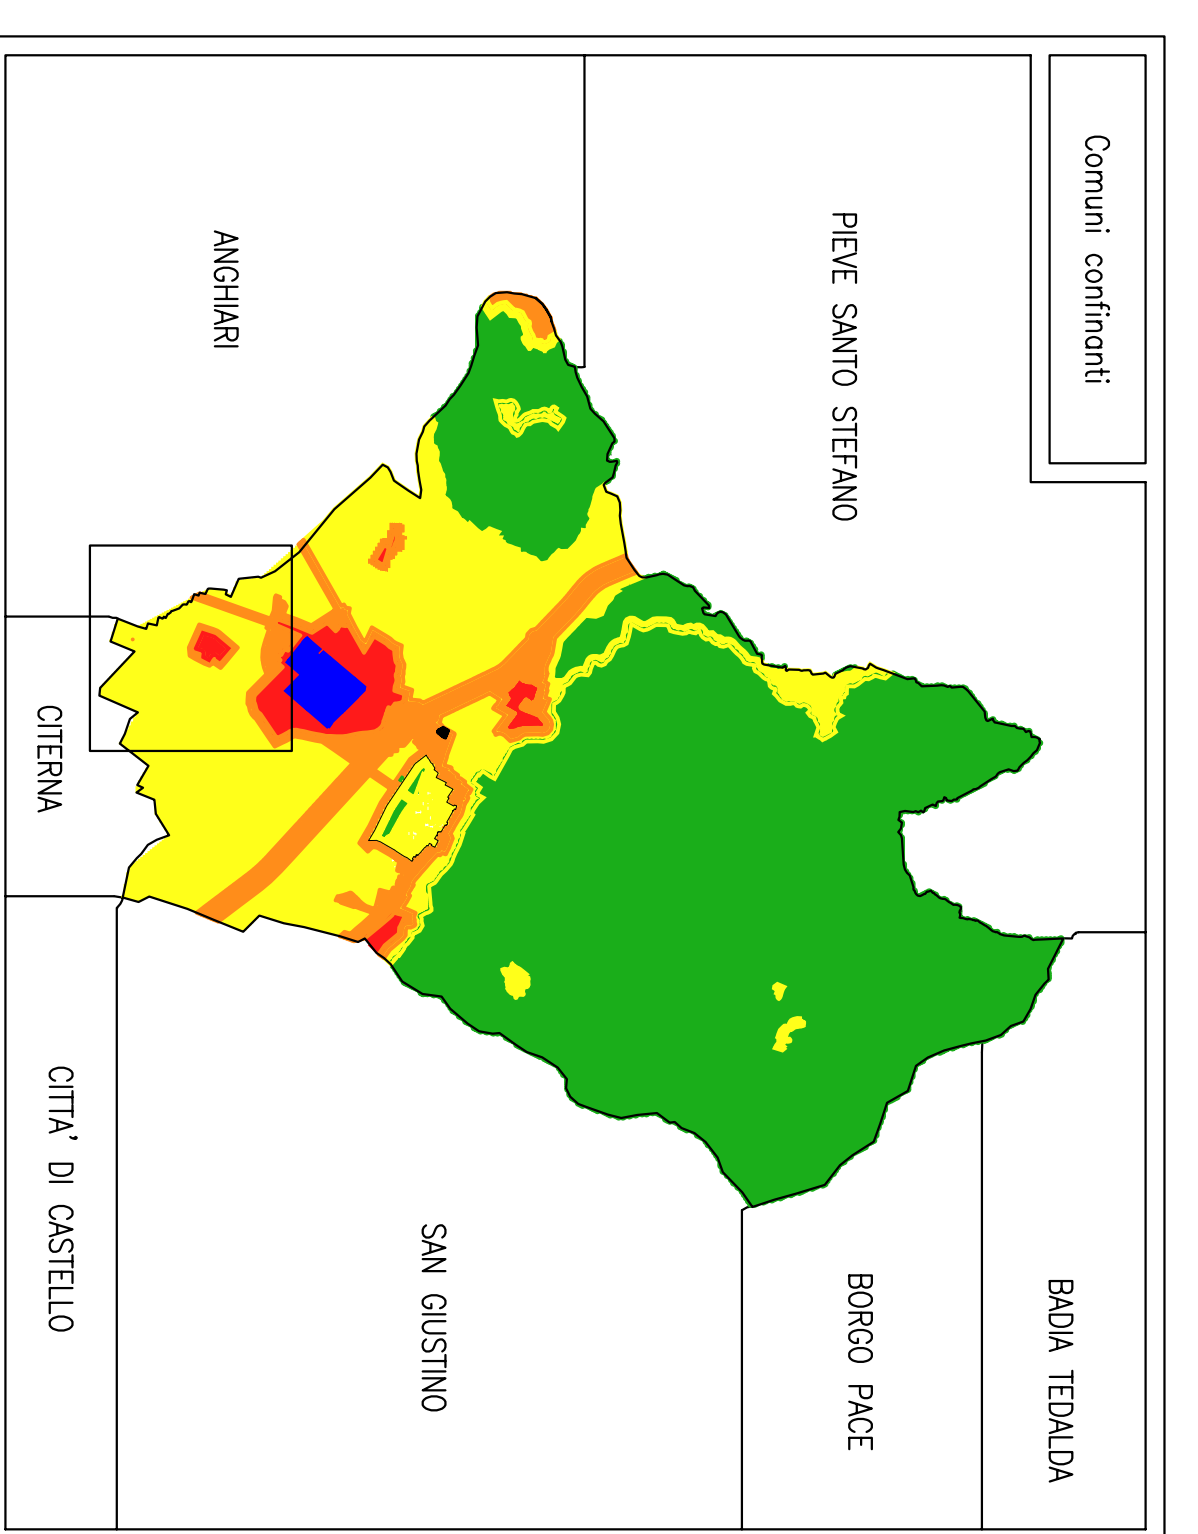 Comuni confinanti
PIEVE SANTO STEFANO
BADIA TEDALDA
BORGO PACE
ANGHIARI
SAN GIUSTINO
CITERNA
CITTA' DI CASTELLO